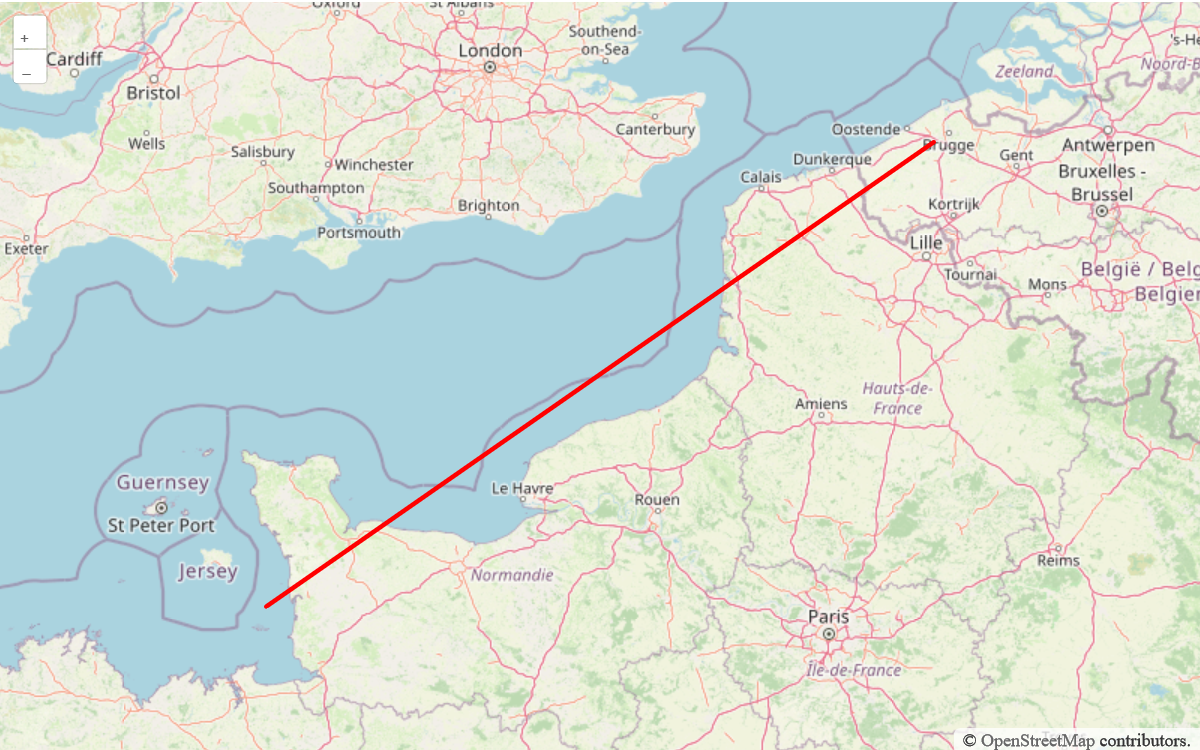 Oxford
St Albans
+
Cardiff
–
London
Southend-
on-Sea
's-He
Zeeland
Noord-B
Bristol
Wells
Canterbury
Oostende
Brugge
Antwerpen
Salisbury
Winchester
Dunkerque
Gent
Bruxelles -
Brussel
Southampton
Calais
Brighton
Kortrijk
Portsmouth
Exeter
Lille
Tournai
België / Belg
Belgien
Mons
Hauts-de-
France
Amiens
Guernsey
St Peter Port
Le Havre
Rouen
Jersey
Normandie
Reims
Paris
Île-de-France
© OpenStreetMap contributors.